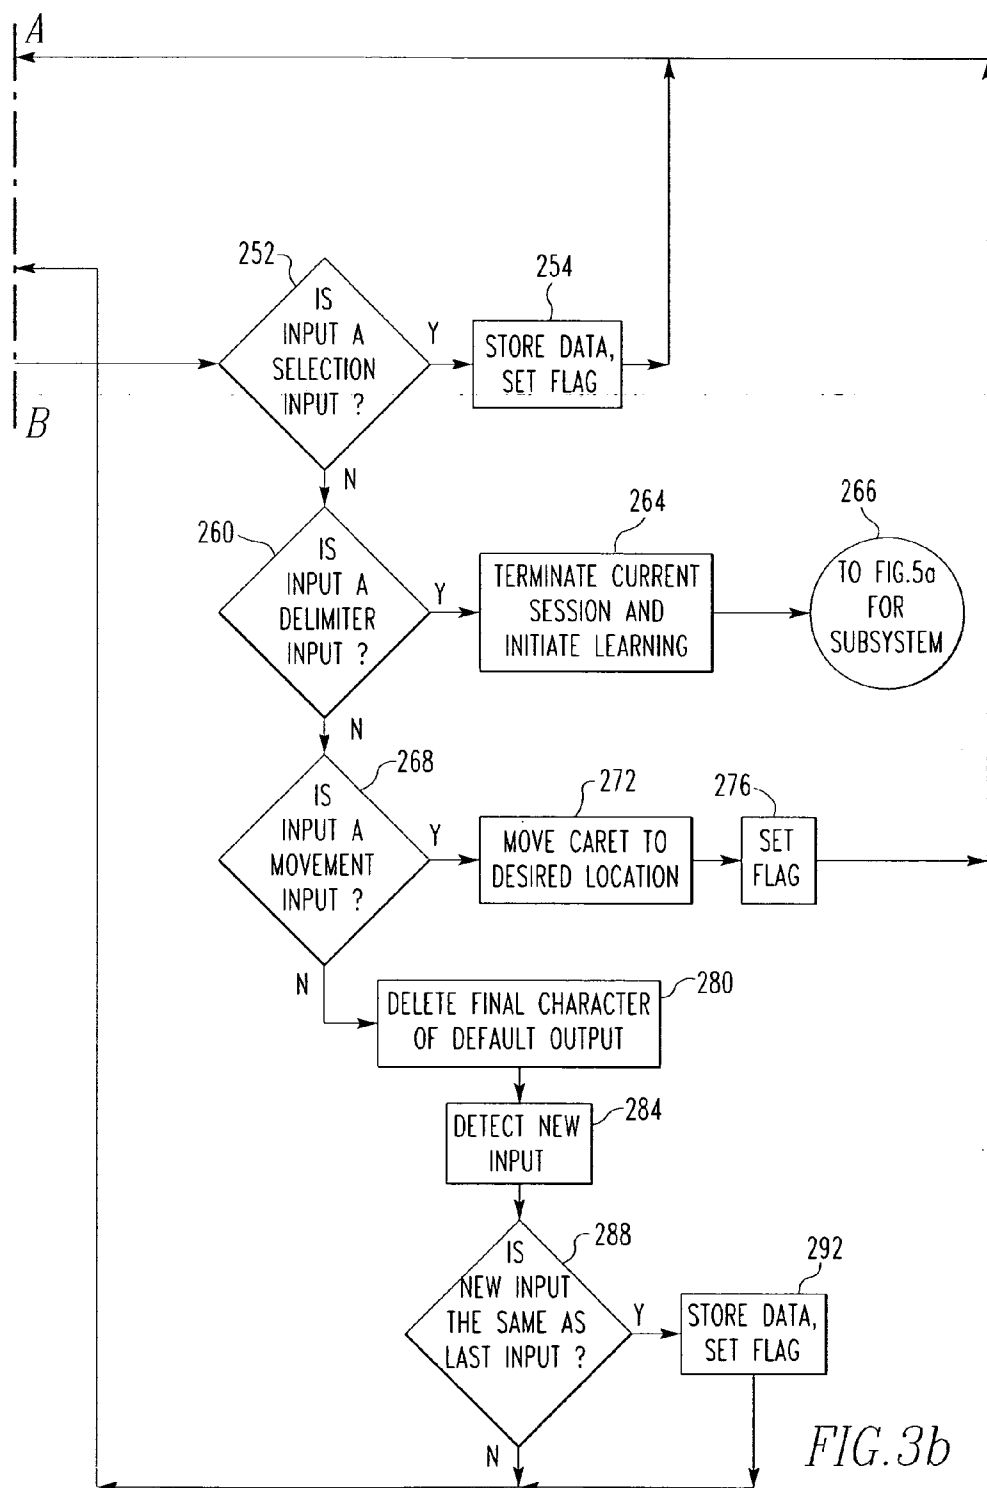 A
252
IS
INPUT A
SELECTION
INPUT ?
Y
254
STORE DATA,
SET FLAG
B
N
260
IS
INPUT A
DELIMITER
INPUT ?
Y
264
TERMINATE CURRENT
SESSION AND
INITIATE LEARNING
266
TO FIG.5a
FOR
SUBSYSTEM
N
268
IS
INPUT A
MOVEMENT
INPUT ?
Y
272
MOVE CARET TO
DESIRED LOCATION
276
SET
FLAG
N
280
DELETE FINAL CHARACTER
OF DEFAULT OUTPUT
284
DETECT NEW
INPUT
288
IS
NEW INPUT
THE SAME AS
LAST INPUT ?
Y
292
STORE DATA,
SET FLAG
N
FIG.3b